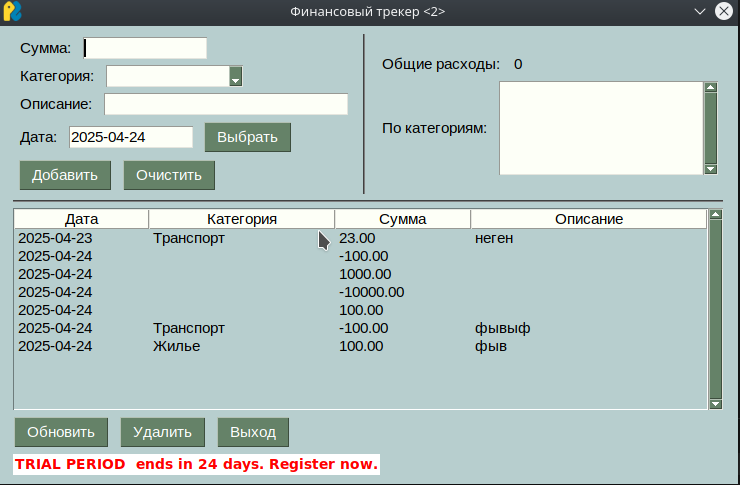 Финансовый трекер <2>
Сумма:
Категория:
Описание:
Дата: 2025-04-24 Выбрать
Добавить Очистить
Общие расходы: 0
По категориям:
Дата Категория Сумма Описание
2025-04-23 Транспорт 23.00 неген
2025-04-24 -100.00
2025-04-24 1000.00
2025-04-24 -10000.00
2025-04-24 100.00
2025-04-24 Транспорт -100.00 фывыф
2025-04-24 Жилье 100.00 фыв
Обновить Удалить Выход
TRIAL PERIOD ends in 24 days. Register now.